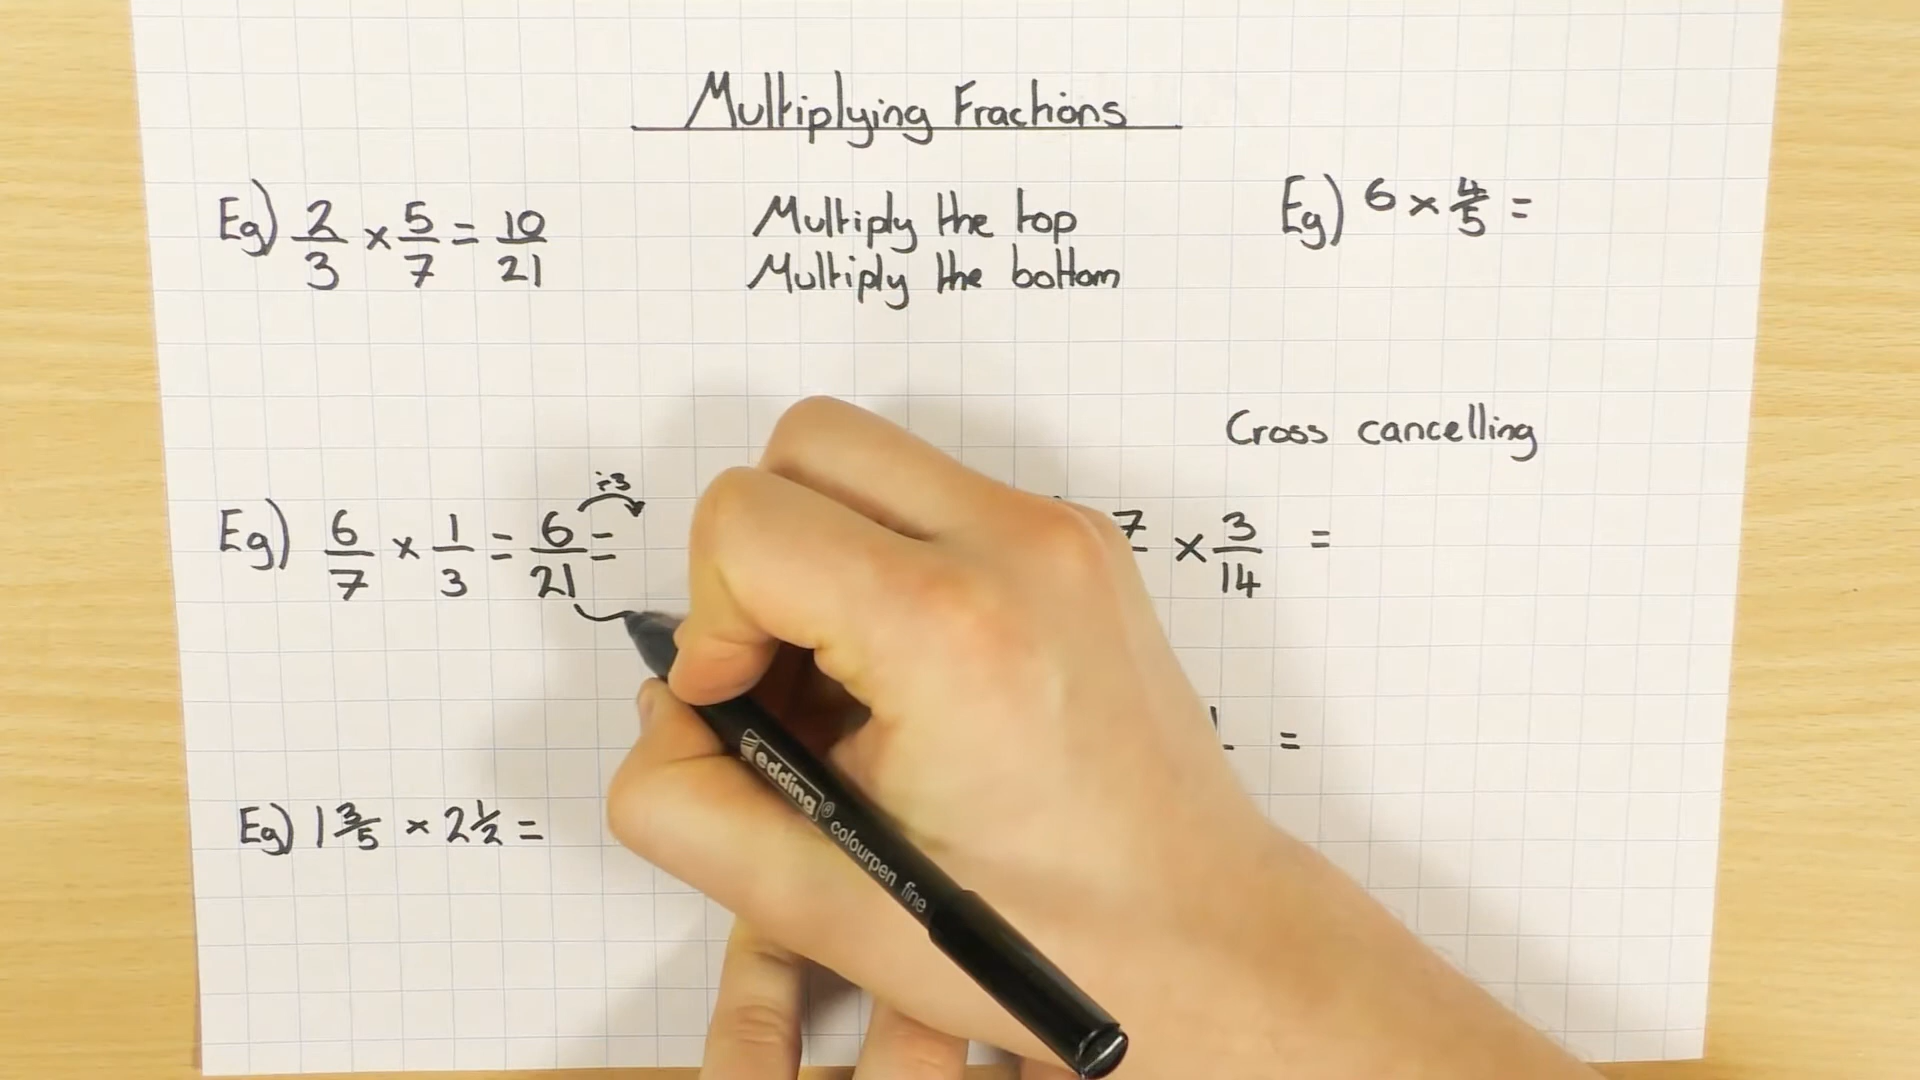 Multiplying Fractions
Eg) 2/3 × 5/7 = 10/21
Multiply the top
Multiply the bottom
Eg) 6 × 4/5 =
Cross cancelling
Eg) 6/7 × 1/3 = 6/21 =
÷3
7 × 3/14 =
=
Eg) 1 3/5 × 2 1/2 =
edding® colourpen fine